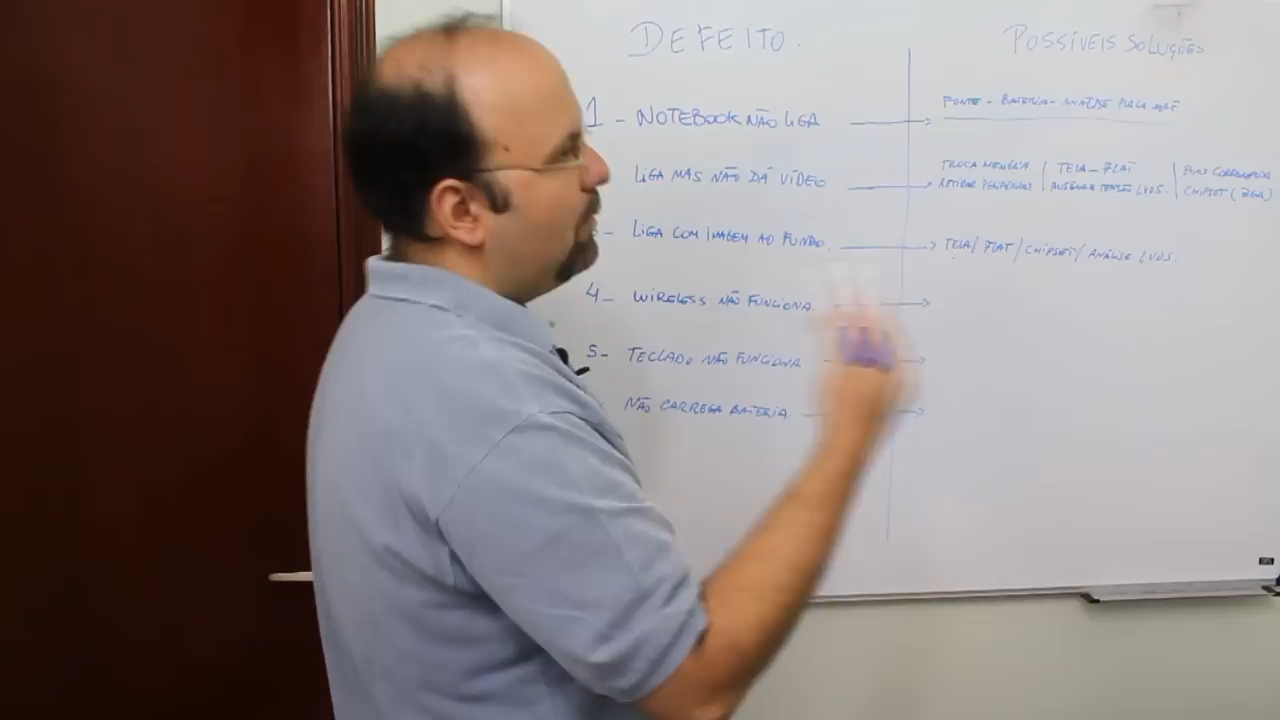 DEFEITO.
POSSÍVEIS SOLUÇÕES.
1 - NOTEBOOK NÃO LIGA
FONTE - BATERIA - ANÁLISE PLACA MÃE
LIGA MAS NÃO DÁ VÍDEO
TROCA MEMÓRIA / TELA - FLAT
RETIRAR AUSENCIA TENSÃO LVDS. CHIPSET (BGA)
- LIGA COM IMAGEM AO FUNDO.
TELA / FLAT / CHIPSET / ANÁLISE LVDS.
4 - WIRELESS NÃO FUNCIONA.
5 - TECLADO NÃO FUNCIONA
NÃO CARREGA BATERIA.